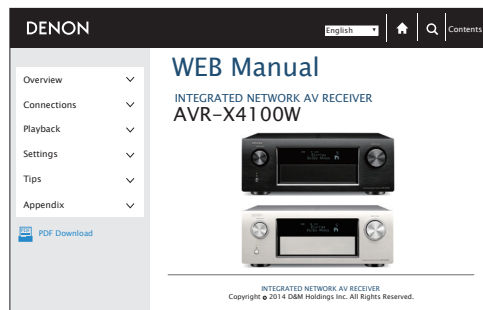 DENON
English
Contents
Overview
Connections
Playback
Settings
Tips
Appendix
PDF Download
WEB Manual
INTEGRATED NETWORK AV RECEIVER
AVR-X4100W
INTEGRATED NETWORK AV RECEIVER
Copyright © 2014 D&M Holdings Inc. All Rights Reserved.